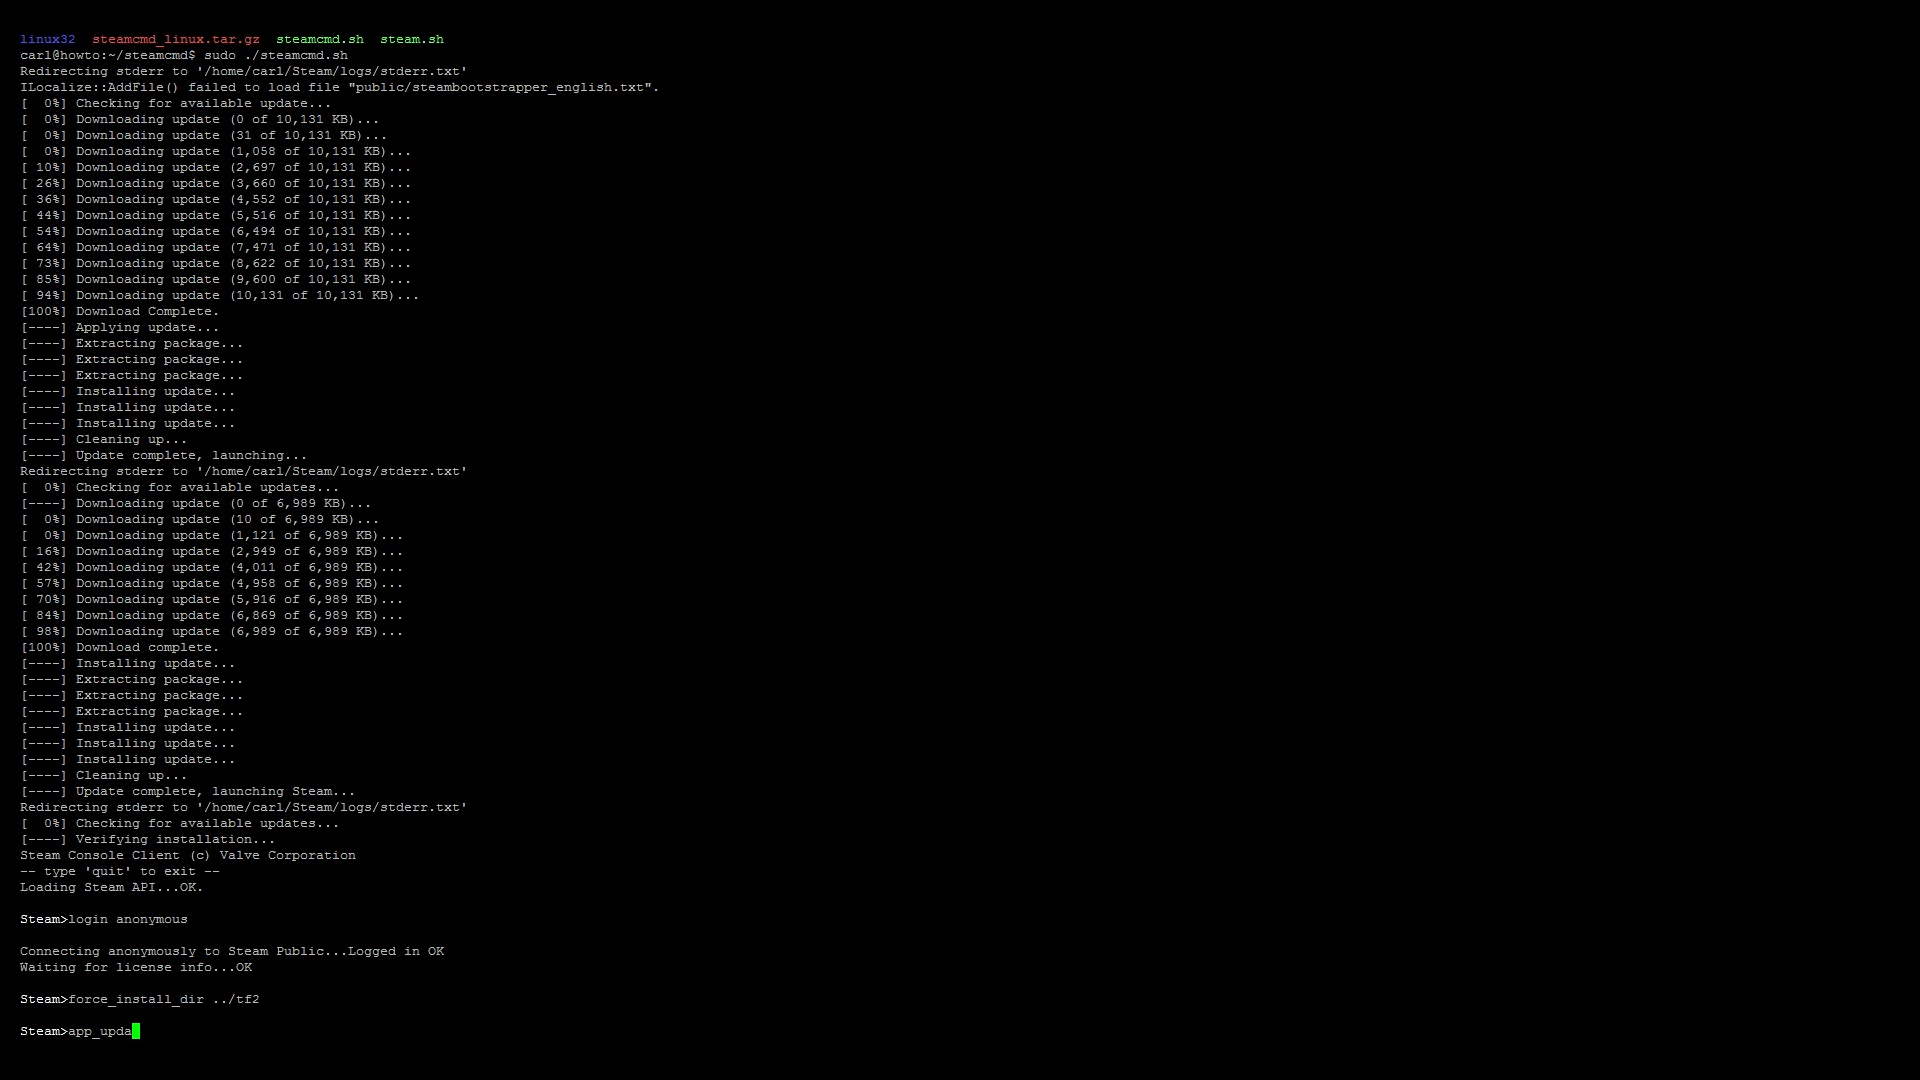 linux32  steamcmd_linux.tar.gz  steamcmd.sh  steam.sh
carl@howto:~/steamcmd$ sudo ./steamcmd.sh
Redirecting stderr to '/home/carl/Steam/logs/stderr.txt'
ILocalize::AddFile() failed to load file "public/steambootstrapper_english.txt".
[  0%] Checking for available update...
[  0%] Downloading update (0 of 10,131 KB)...
[  0%] Downloading update (31 of 10,131 KB)...
[  0%] Downloading update (1,058 of 10,131 KB)...
[ 10%] Downloading update (2,697 of 10,131 KB)...
[ 26%] Downloading update (3,660 of 10,131 KB)...
[ 36%] Downloading update (4,552 of 10,131 KB)...
[ 44%] Downloading update (5,516 of 10,131 KB)...
[ 54%] Downloading update (6,494 of 10,131 KB)...
[ 64%] Downloading update (7,471 of 10,131 KB)...
[ 73%] Downloading update (8,622 of 10,131 KB)...
[ 85%] Downloading update (9,600 of 10,131 KB)...
[ 94%] Downloading update (10,131 of 10,131 KB)...
[100%] Download Complete.
[----] Applying update...
[----] Extracting package...
[----] Extracting package...
[----] Extracting package...
[----] Installing update...
[----] Installing update...
[----] Installing update...
[----] Cleaning up...
[----] Update complete, launching...
Redirecting stderr to '/home/carl/Steam/logs/stderr.txt'
[  0%] Checking for available updates...
[----] Downloading update (0 of 6,989 KB)...
[  0%] Downloading update (10 of 6,989 KB)...
[  0%] Downloading update (1,121 of 6,989 KB)...
[ 16%] Downloading update (2,949 of 6,989 KB)...
[ 42%] Downloading update (4,011 of 6,989 KB)...
[ 57%] Downloading update (4,958 of 6,989 KB)...
[ 70%] Downloading update (5,916 of 6,989 KB)...
[ 84%] Downloading update (6,869 of 6,989 KB)...
[ 98%] Downloading update (6,989 of 6,989 KB)...
[100%] Download complete.
[----] Installing update...
[----] Extracting package...
[----] Extracting package...
[----] Extracting package...
[----] Installing update...
[----] Installing update...
[----] Installing update...
[----] Cleaning up...
[----] Update complete, launching Steam...
Redirecting stderr to '/home/carl/Steam/logs/stderr.txt'
[  0%] Checking for available updates...
[----] Verifying installation...
Steam Console Client (c) Valve Corporation
-- type 'quit' to exit --
Loading Steam API...OK.
Steam>login anonymous
Connecting anonymously to Steam Public...Logged in OK
Waiting for license info...OK
Steam>force_install_dir ../tf2
Steam>app_upda